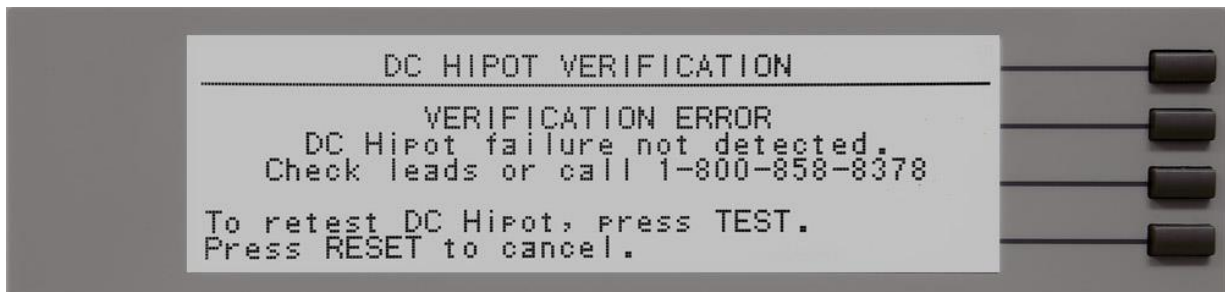 DC HIPOT VERIFICATION
VERIFICATION ERROR
DC Hipot failure not detected.
Check leads or call 1-800-858-8378
To retest DC Hipot, press TEST.
Press RESET to cancel.